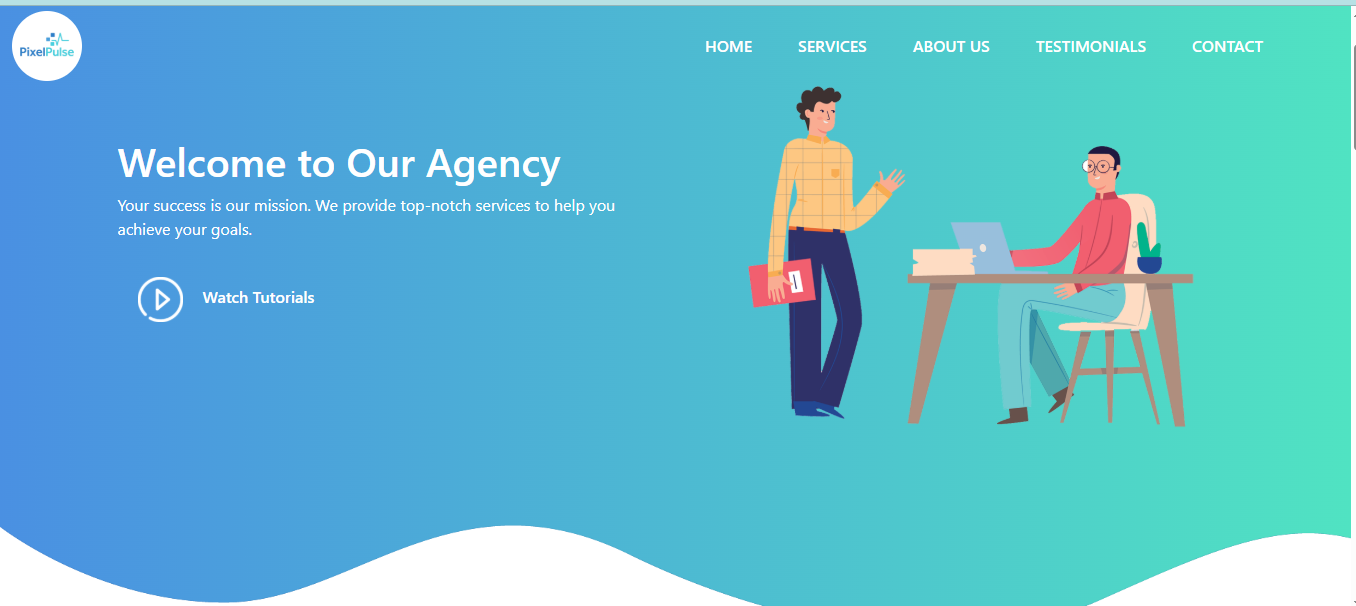 PixelPulse
HOME SERVICES ABOUT US TESTIMONIALS CONTACT
Welcome to Our Agency
Your success is our mission. We provide top-notch services to help you
achieve your goals.
Watch Tutorials